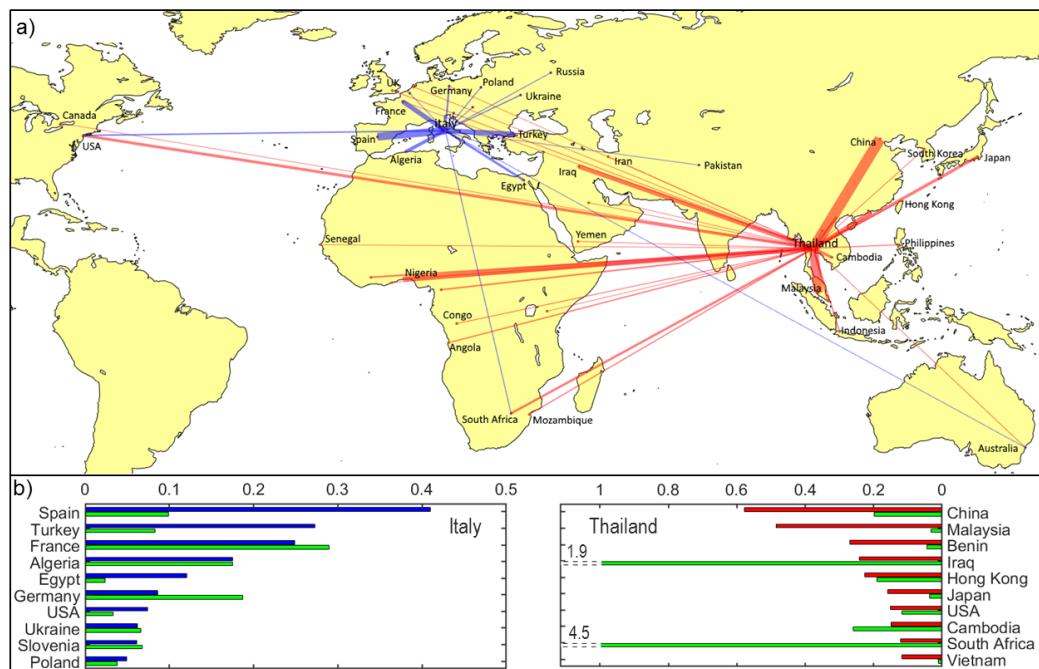 a)
Russia
Poland
UK
Germany
Ukraine
France
Canada
Italy
Turkey
Spain
China
USA
South Korea
Japan
Algeria
Iran
Pakistan
Iraq
Egypt
Hong Kong
Senegal
Yemen
Thailand
Philippines
Cambodia
Nigeria
Malaysia
Congo
Indonesia
Angola
South Africa
Mozambique
Australia
b)
0 0.1 0.2 0.3 0.4 0.5
Italy
Spain
Turkey
France
Algeria
Egypt
Germany
USA
Ukraine
Slovenia
Poland
1 0.8 0.6 0.4 0.2 0
Thailand
1.9
4.5
China
Malaysia
Benin
Iraq
Hong Kong
Japan
USA
Cambodia
South Africa
Vietnam